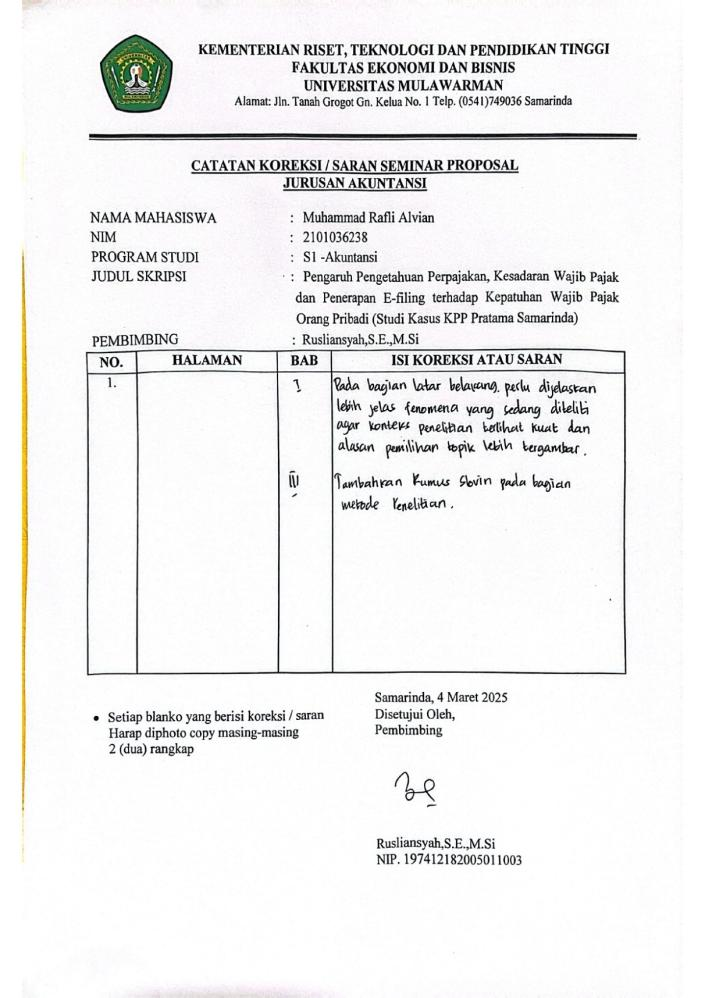 KEMENTERIAN RISET, TEKNOLOGI DAN PENDIDIKAN TINGGI
FAKULTAS EKONOMI DAN BISNIS
UNIVERSITAS MULAWARMAN
Alamat: Jln. Tanah Grogot Gn. Kelua No. 1 Telp. (0541)749036 Samarinda
CATATAN KOREKSI / SARAN SEMINAR PROPOSAL
JURUSAN AKUNTANSI
NAMA MAHASISWA : Muhammad Rafli Alvian
NIM : 2101036238
PROGRAM STUDI : S1 -Akuntansi
JUDUL SKRIPSI : Pengaruh Pengetahuan Perpajakan, Kesadaran Wajib Pajak
dan Penerapan E-filing terhadap Kepatuhan Wajib Pajak
Orang Pribadi (Studi Kasus KPP Pratama Samarinda)
PEMBIMBING : Rusliansyah,S.E.,M.Si
NO. HALAMAN BAB ISI KOREKSI ATAU SARAN
1. I Pada bagian latar belakang perlu dijelaskan
lebih jelas fenomena yang sedang diteliti
agar konteks penelitian terlihat kuat dan
alasan pemilihan topik lebih tergambar.
IV Tambahkan Rumus Slovin pada bagian
metode Penelitian.
Samarinda, 4 Maret 2025
• Setiap blanko yang berisi koreksi / saran Disetujui Oleh,
Harap diphoto copy masing-masing Pembimbing
2 (dua) rangkap
Rusliansyah,S.E.,M.Si
NIP. 197412182005011003